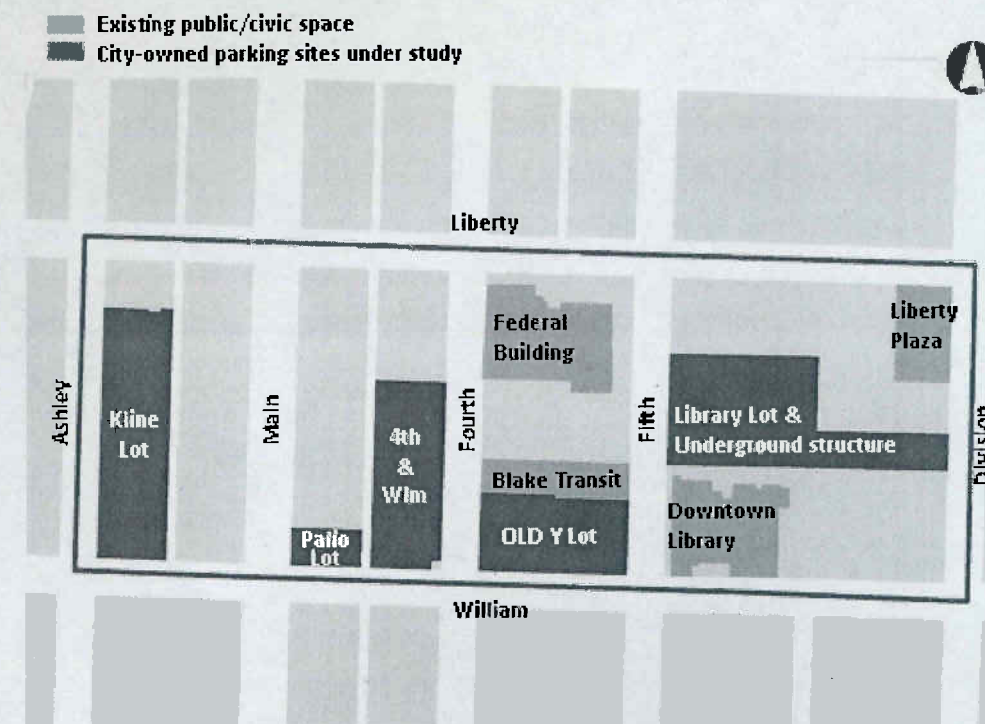 Existing public/civic space
City-owned parking sites under study
Liberty
Ashley
Kline
Lot
Main
Palio
Lot
4th
&
Wlm
Fourth
Federal
Building
Blake Transit
OLD Y Lot
Fifth
Library Lot &
Underground structure
Liberty
Plaza
Downtown
Library
Division
William